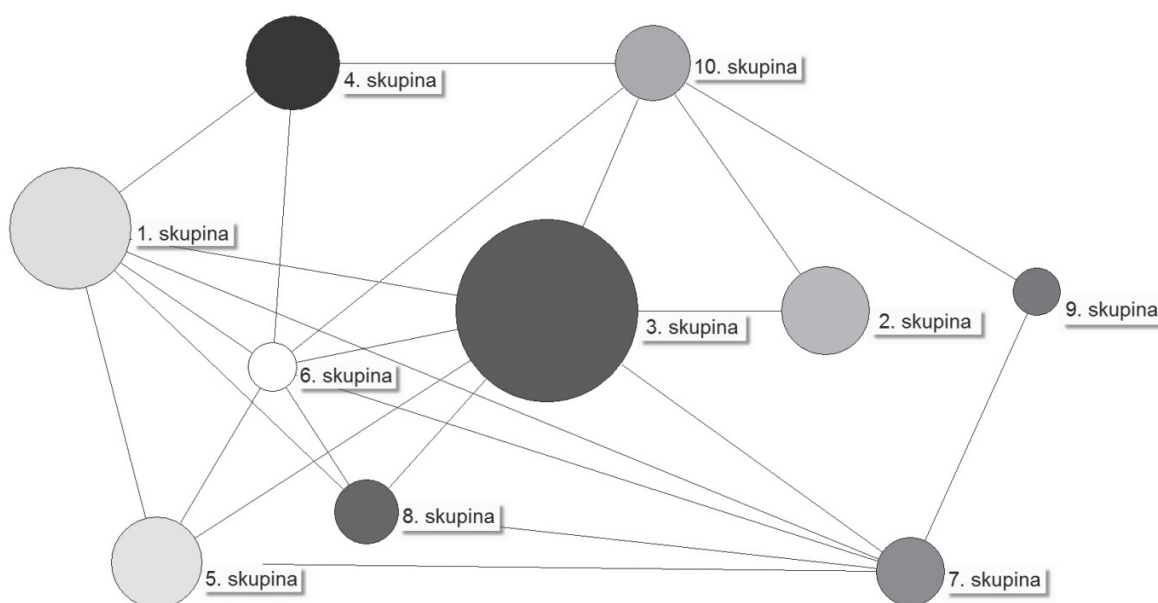 4. skupina
10. skupina
1. skupina
3. skupina
2. skupina
9. skupina
6. skupina
8. skupina
5. skupina
7. skupina